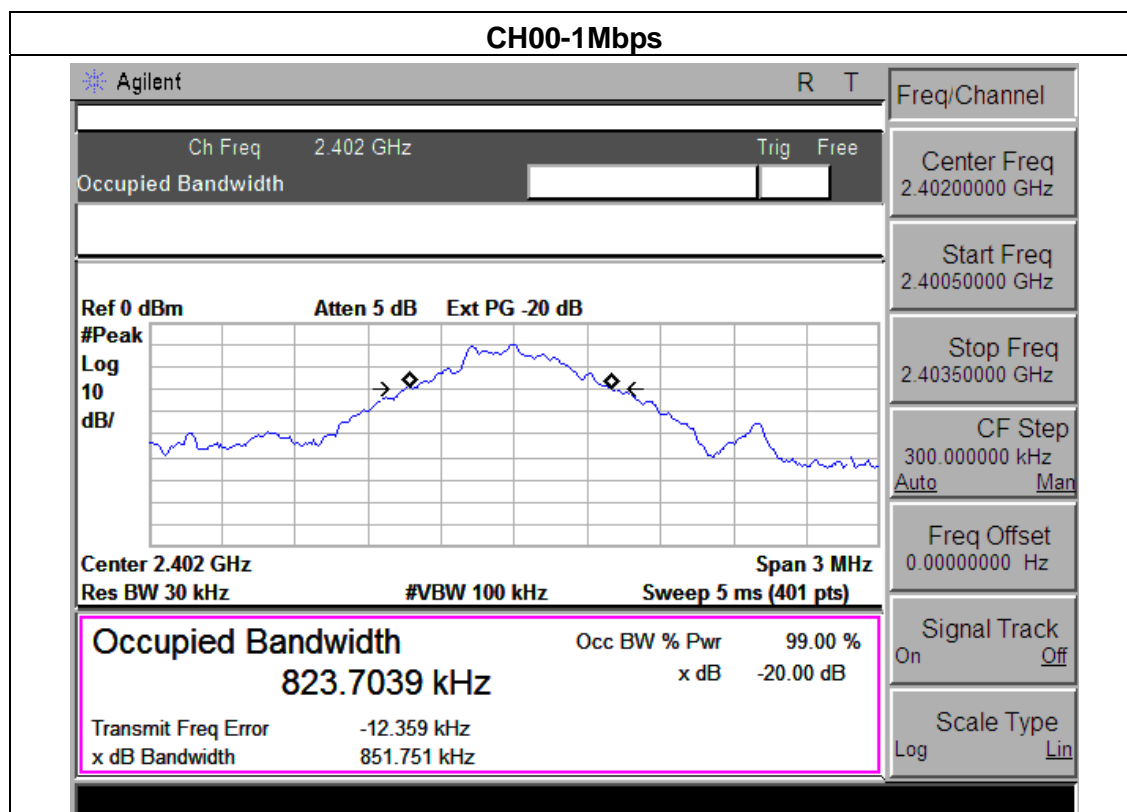 CH00-1Mbps
Agilent R T
Freq/Channel
Ch Freq 2.402 GHz Trig Free
Occupied Bandwidth
Center Freq
2.40200000 GHz
Start Freq
2.40050000 GHz
Ref 0 dBm Atten 5 dB Ext PG -20 dB
#Peak
Log
10
dB/
Stop Freq
2.40350000 GHz
CF Step
300.000000 kHz
Auto Man
Center 2.402 GHz Span 3 MHz
Res BW 30 kHz #VBW 100 kHz Sweep 5 ms (401 pts)
Freq Offset
0.00000000 Hz
Occupied Bandwidth Occ BW % Pwr 99.00 %
823.7039 kHz x dB -20.00 dB
Transmit Freq Error -12.359 kHz
x dB Bandwidth 851.751 kHz
Signal Track
On Off
Scale Type
Log Lin